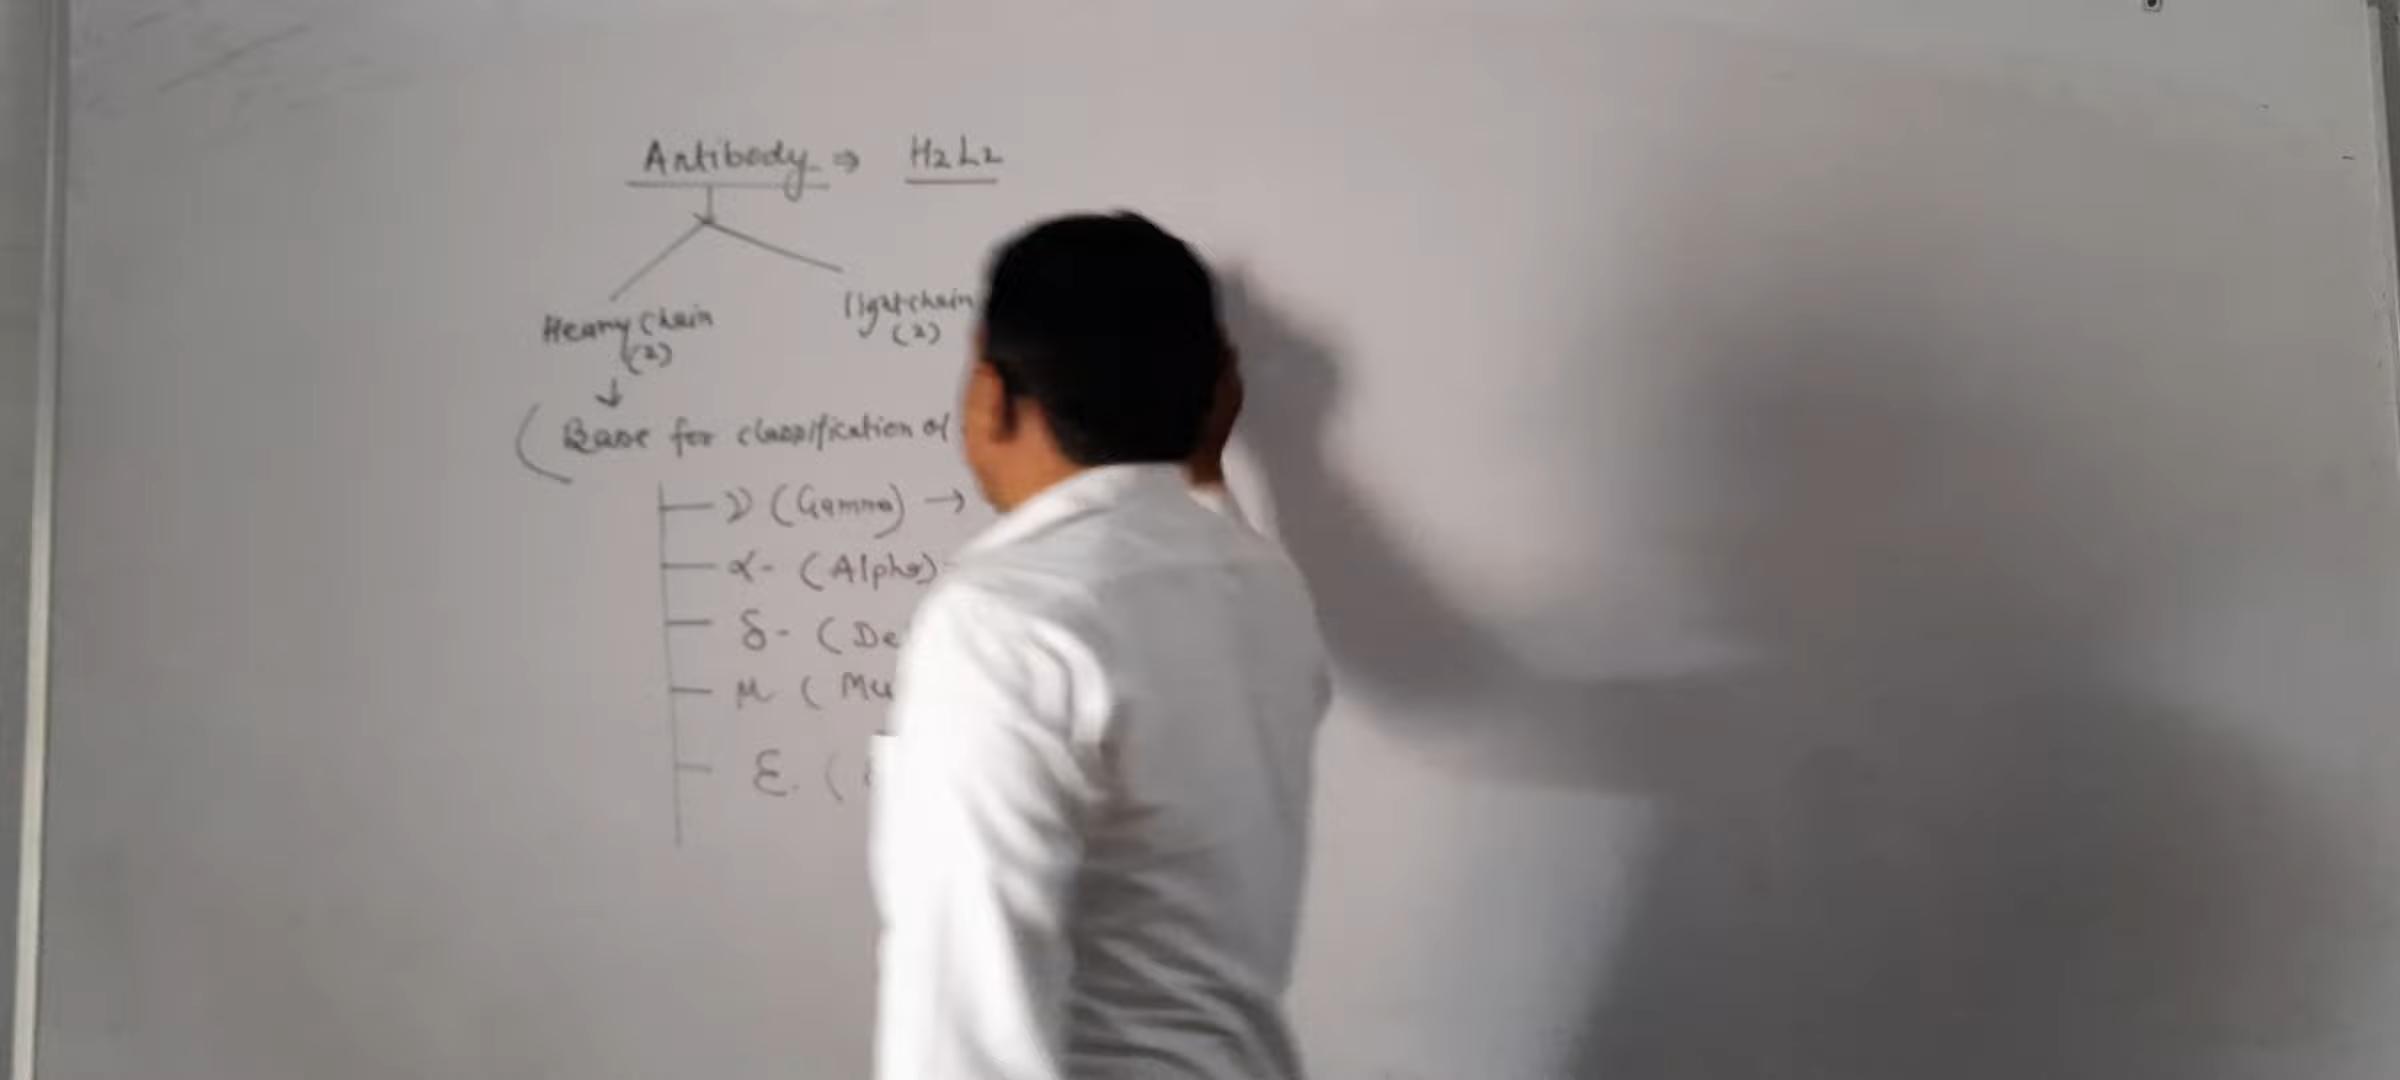 Antibody ⇒ H2L2
Heavy chain
(2)
light chain
(2)
↓
(Base for classification of
γ (Gamma) →
α- (Alpha)
δ- (De
μ (Mu
ε. (